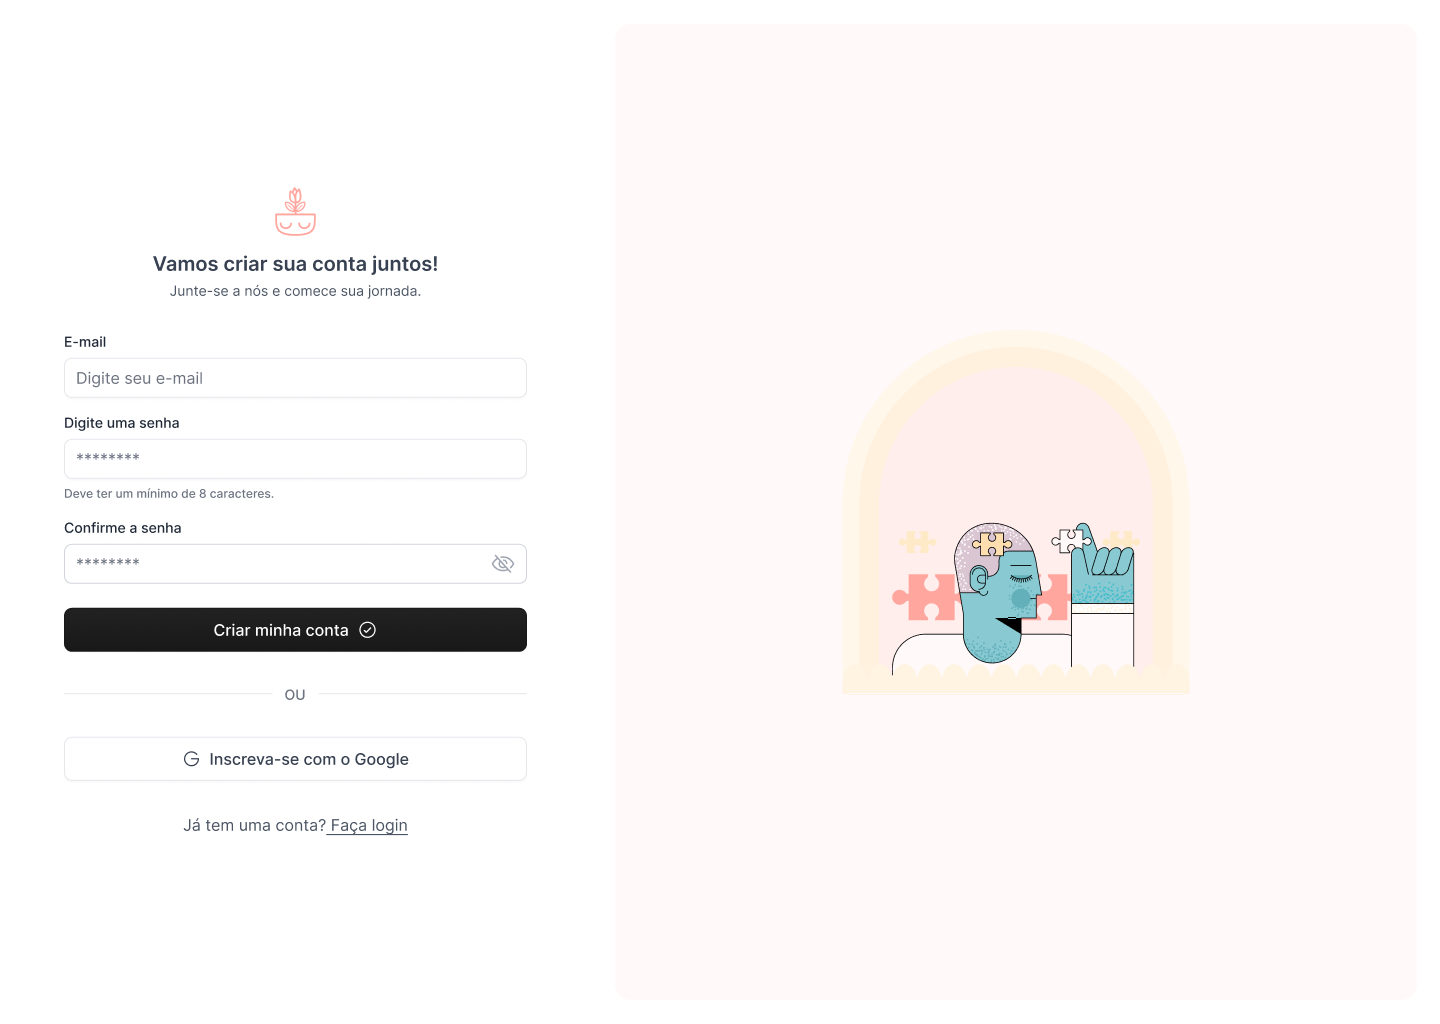 Vamos criar sua conta juntos!
Junte-se a nós e comece sua jornada.
E-mail
Digite seu e-mail
Digite uma senha
********
Deve ter um mínimo de 8 caracteres.
Confirme a senha
********
Criar minha conta
OU
Inscreva-se com o Google
Já tem uma conta? Faça login